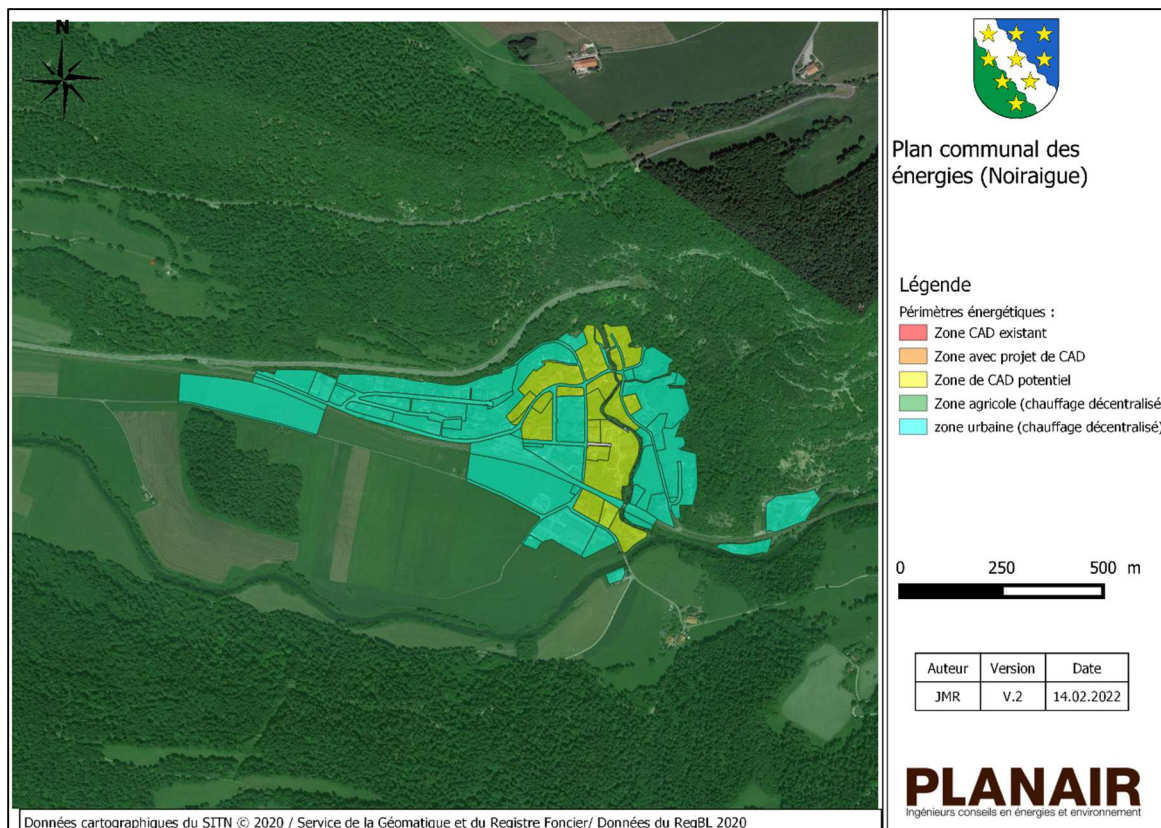 N
Plan communal des
énergies (Noiraigue)
Légende
Périmètres énergétiques :
Zone CAD existant
Zone avec projet de CAD
Zone de CAD potentiel
Zone agricole (chauffage décentralisé
zone urbaine (chauffage décentralisé)
0 250 500 m
Auteur Version Date
JMR V.2 14.02.2022
PLANAIR
Ingénieurs conseils en énergies et environnement
Données cartographiques du SITN © 2020 / Service de la Géomatique et du Registre Foncier/ Données du RegBL 2020